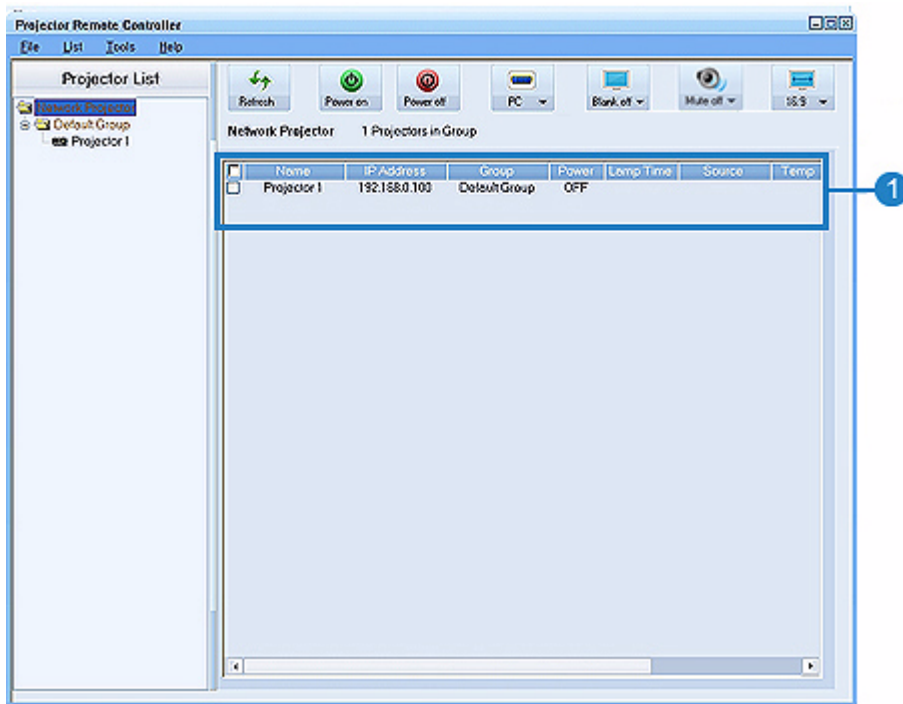 Projector Remote Controller
File List Tools Help
Projector List
Network Projector
Default Group
Projector 1
Refresh Power on Power off PC Blank off Mute off 16:9
Network Projector 1 Projectors in Group
Name IP Address Group Power Lamp Time Source Temp
Projector 1 192.168.0.100 Default Group OFF
1